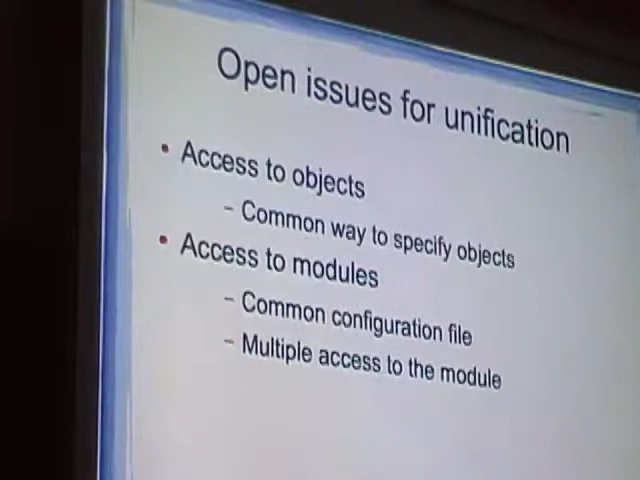 Open issues for unification
• Access to objects
– Common way to specify objects
• Access to modules
– Common configuration file
– Multiple access to the module